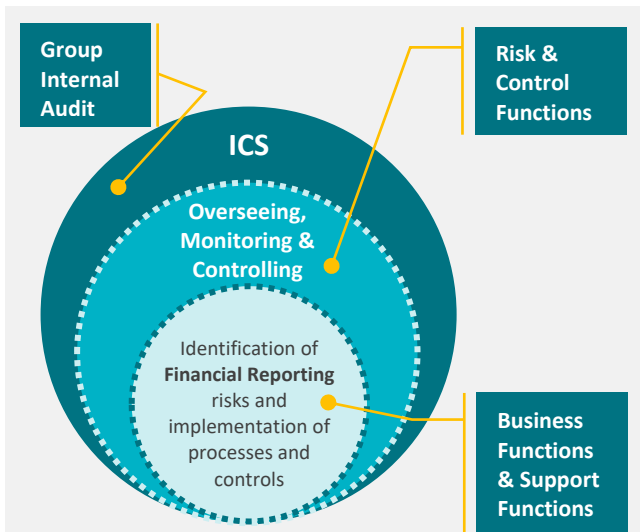 Group
Internal
Audit
Risk &
Control
Functions
ICS
Overseeing,
Monitoring &
Controlling
Identification of
Financial Reporting
risks and
implementation of
processes and
controls
Business
Functions
& Support
Functions